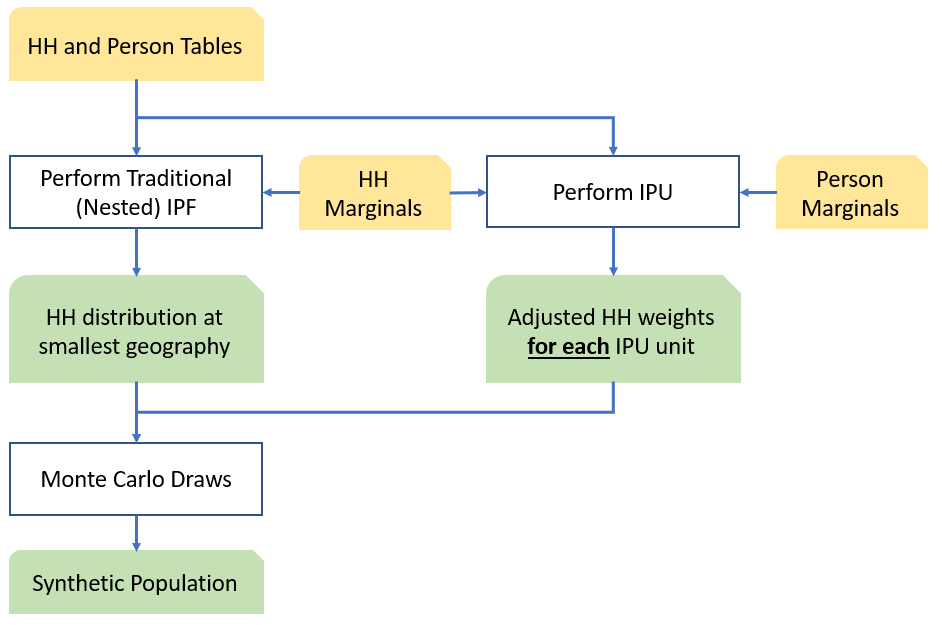 HH and Person Tables
Perform Traditional
(Nested) IPF
HH
Marginals
Perform IPU
Person
Marginals
HH distribution at
smallest geography
Adjusted HH weights
for each IPU unit
Monte Carlo Draws
Synthetic Population